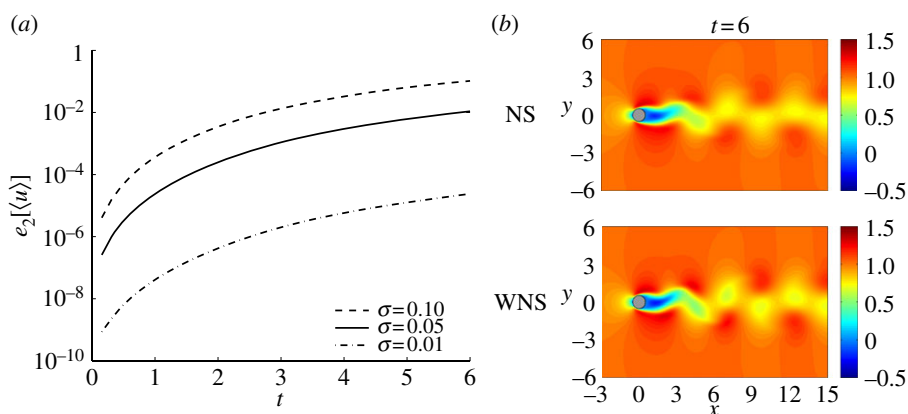 (a)
1
10⁻²
10⁻⁴
10⁻⁶
10⁻⁸
10⁻¹⁰
e₂[⟨u⟩]
0 1 2 3 4 5 6
t
σ=0.10
σ=0.05
σ=0.01
(b)
t=6
NS
y
6
3
0
−3
−6
1.5
1.0
0.5
0
−0.5
WNS
y
6
3
0
−3
−6
−3 0 3 6 9 12 15
x
1.5
1.0
0.5
0
−0.5